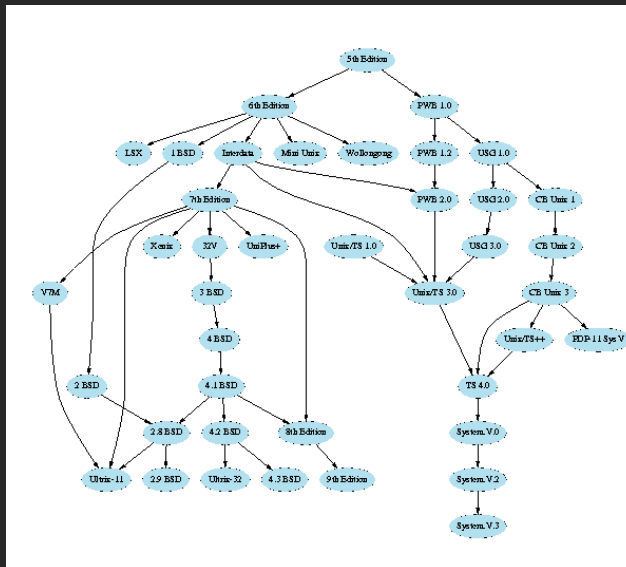 5th Edition
6th Edition
PWB 1.0
LSX
1 BSD
Interdata
Mini Unix
Wollongong
PWB 1.2
USG 1.0
7th Edition
PWB 2.0
USG 2.0
CB Unix 1
Xenix
32V
UniPlus+
Unix/TS 1.0
USG 3.0
CB Unix 2
V7M
3 BSD
Unix/TS 3.0
CB Unix 3
4 BSD
Unix/TS++
PDP-11 Sys V
2 BSD
4.1 BSD
TS 4.0
2.8 BSD
4.2 BSD
8th Edition
System V.0
Ultrix-11
2.9 BSD
Ultrix-32
4.3 BSD
9th Edition
System V.2
System V.3